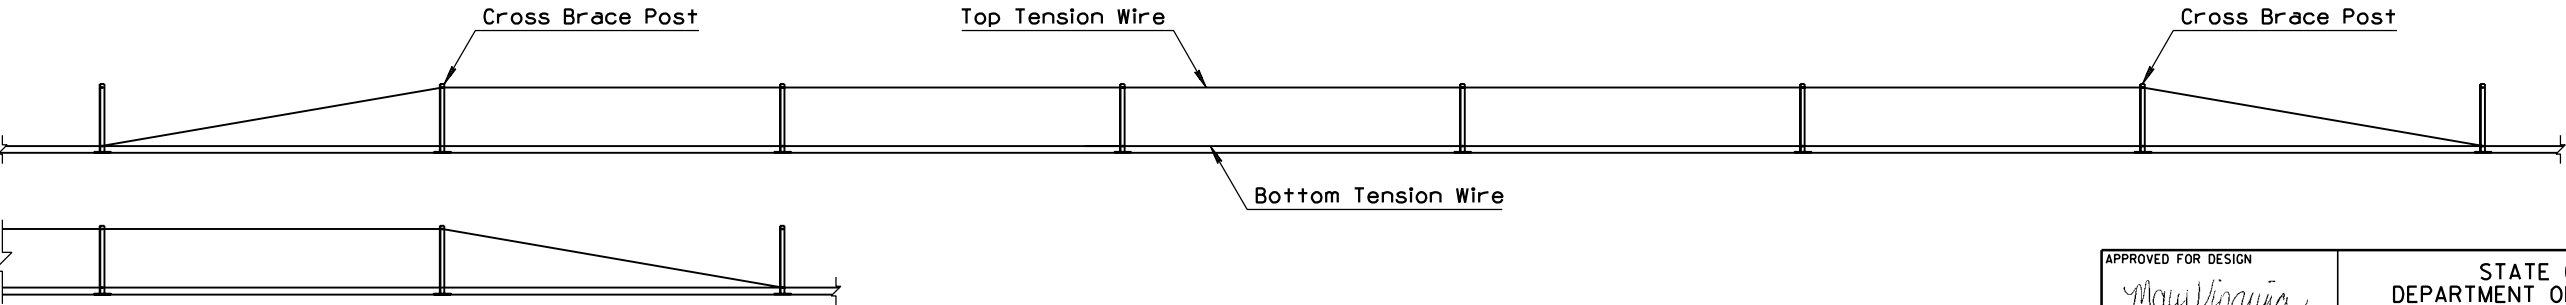 Cross Brace Post
Top Tension Wire
Cross Brace Post
Bottom Tension Wire
APPROVED FOR DESIGN
STATE
DEPARTMENT